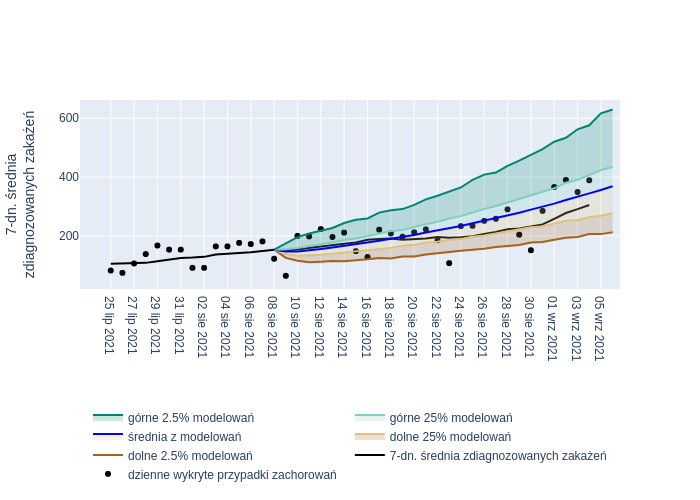 7-dn. średnia
zdiagnozowanych zakażeń
600
400
200
25 lip 2021
27 lip 2021
29 lip 2021
31 lip 2021
02 sie 2021
04 sie 2021
06 sie 2021
08 sie 2021
10 sie 2021
12 sie 2021
14 sie 2021
16 sie 2021
18 sie 2021
20 sie 2021
22 sie 2021
24 sie 2021
26 sie 2021
28 sie 2021
30 sie 2021
01 wrz 2021
03 wrz 2021
05 wrz 2021
górne 2.5% modelowań
górne 25% modelowań
średnia z modelowań
dolne 25% modelowań
dolne 2.5% modelowań
7-dn. średnia zdiagnozowanych zakażeń
dzienne wykryte przypadki zachorowań